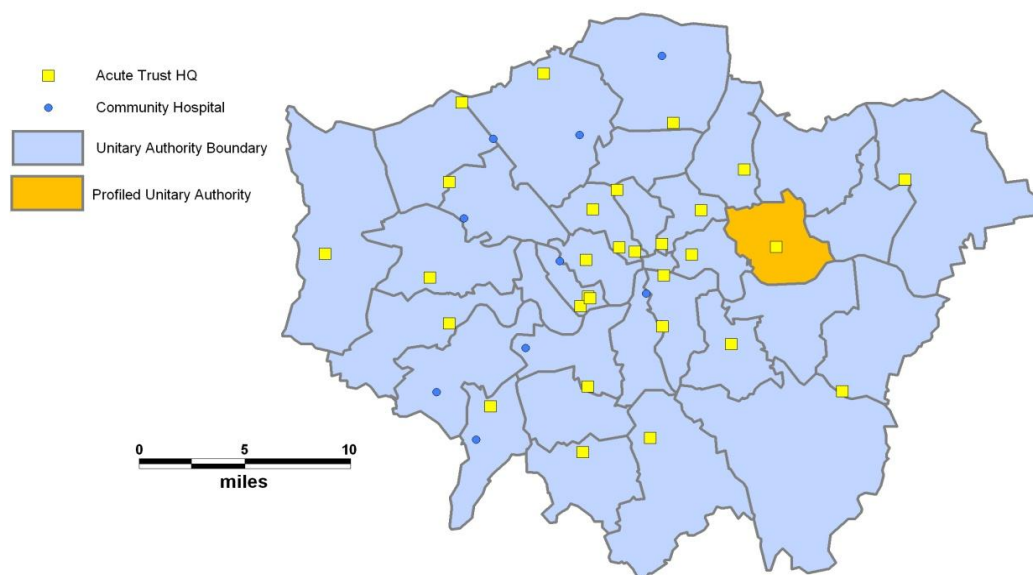 Acute Trust HQ
Community Hospital
Unitary Authority Boundary
Profiled Unitary Authority
0 5 10
miles